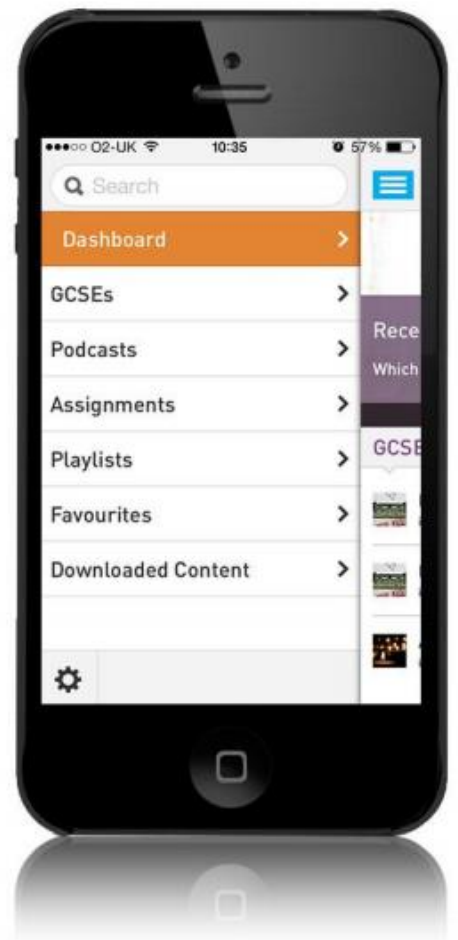 O2-UK 10:35 57%
Search
Dashboard
GCSEs
Podcasts
Assignments
Playlists
Favourites
Downloaded Content
Rece
Which
GCSE